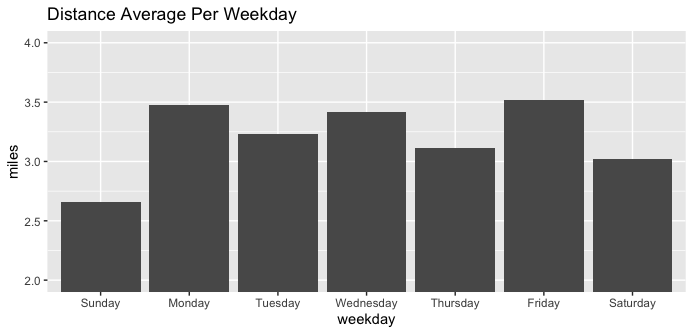 Distance Average Per Weekday
miles
4.0
3.5
3.0
2.5
2.0
Sunday Monday Tuesday Wednesday Thursday Friday Saturday
weekday